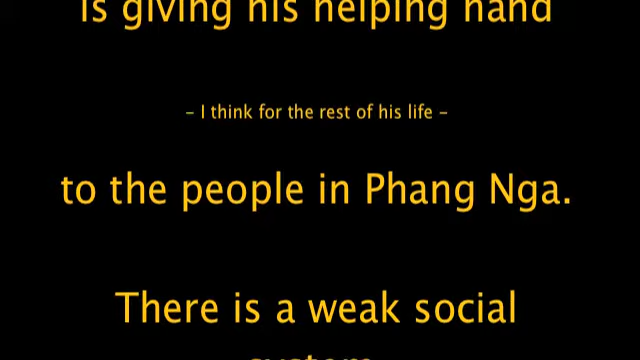 is giving his helping hand
– I think for the rest of his life –
to the people in Phang Nga.
There is a weak social
system